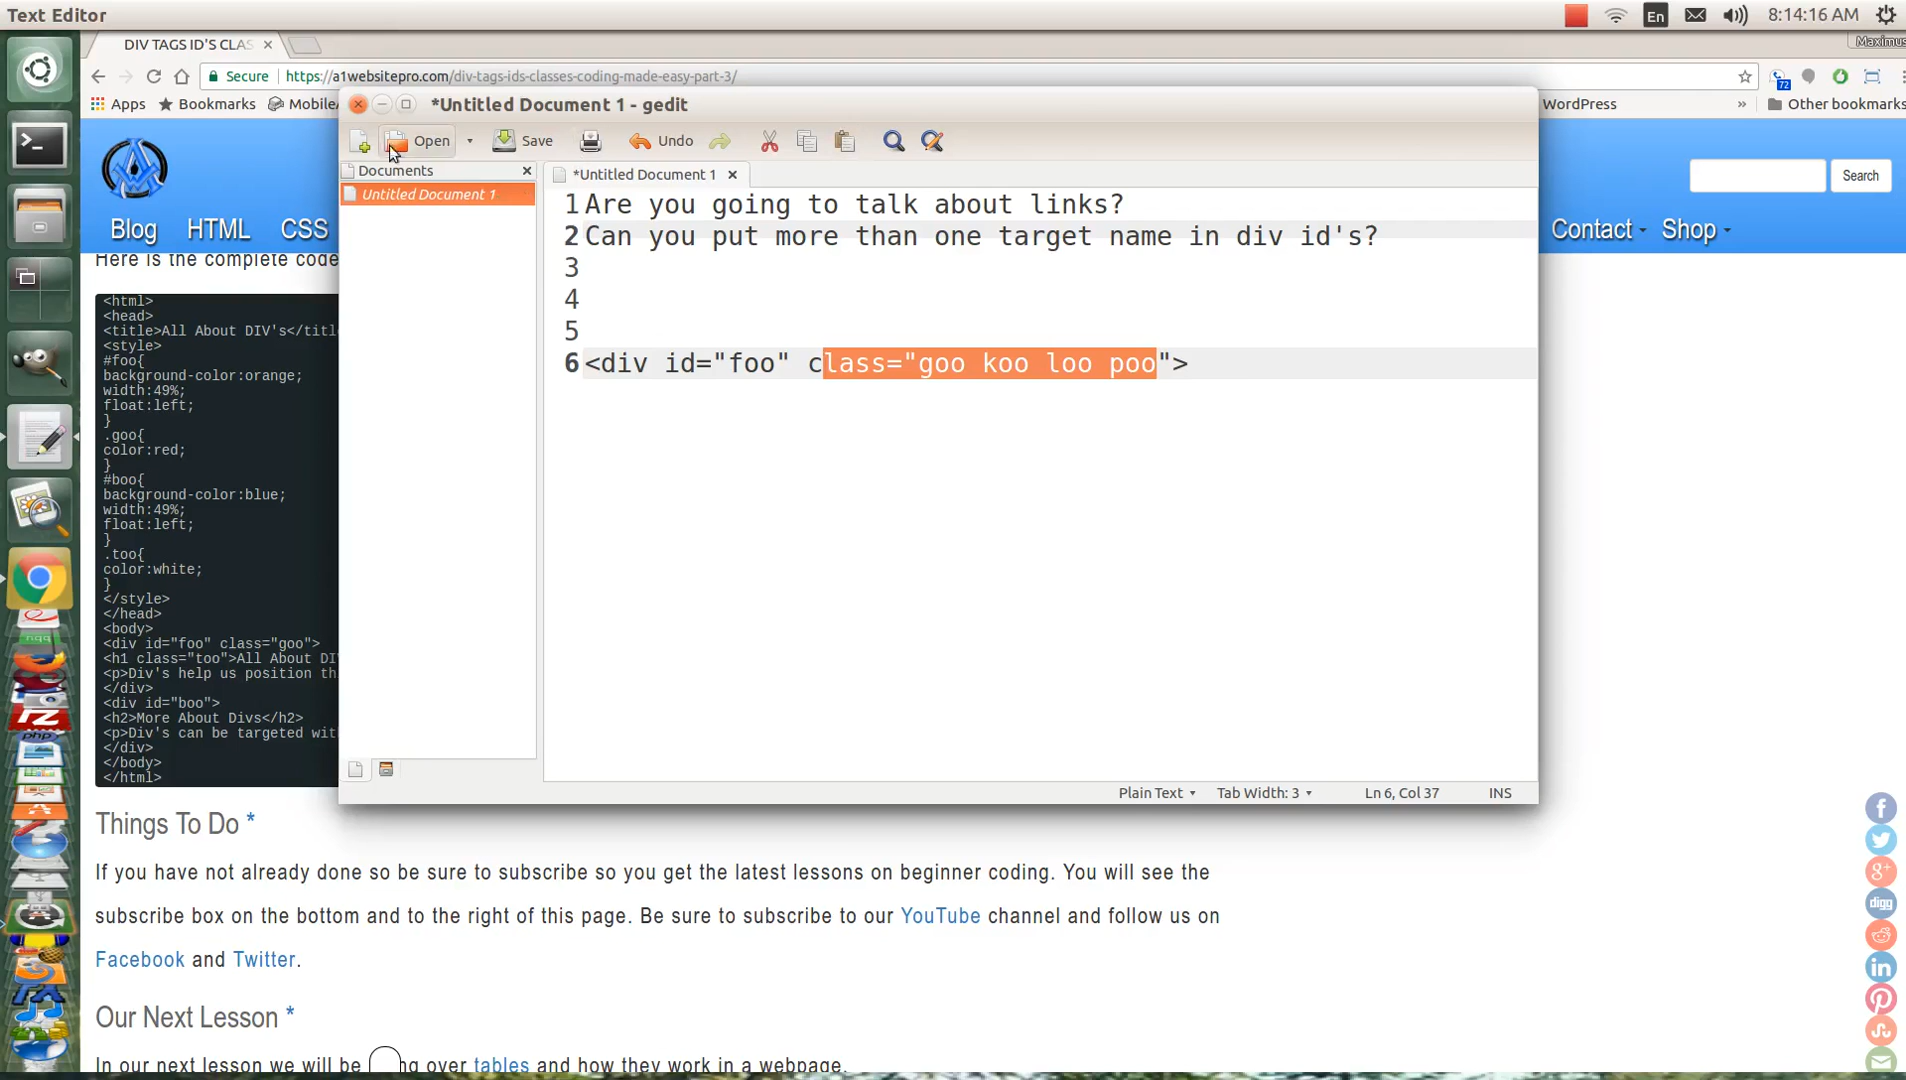 Text Editor
En
8:14:16 AM
DIV TAGS ID'S CLAS
Maximus
Secure https://a1websitepro.com/div-tags-ids-classes-coding-made-easy-part-3/
72
Apps Bookmarks
WordPress » Other bookmarks
*Untitled Document 1 - gedit
Open Save Undo
Documents
*Untitled Document 1
Untitled Document 1
Search
Blog HTML CSS
Contact Shop
1 Are you going to talk about links?
2 Can you put more than one target name in div id's?
3
4
5
6 <div id="foo" class="goo koo loo poo">
Here is the complete code
<html>
<head>
<title>All About DIV's</titl
<style>
#foo{
background-color:orange;
width:49%;
float:left;
}
.goo{
color:red;
}
#boo{
background-color:blue;
width:49%;
float:left;
}
.too{
color:white;
}
</style>
</head>
<body>
<div id="foo" class="goo">
<h1 class="too">All About DI
<p>Div's help us position th
</div>
<div id="boo">
<h2>More About Divs</h2>
<p>Div's can be targeted wit
</div>
</body>
</html>
Plain Text Tab Width: 3 Ln 6, Col 37 INS
Things To Do *
If you have not already done so be sure to subscribe so you get the latest lessons on beginner coding. You will see the
subscribe box on the bottom and to the right of this page. Be sure to subscribe to our YouTube channel and follow us on
Facebook and Twitter.
Our Next Lesson *
In our next lesson we will be ng over tables and how they work in a webpage.
digg